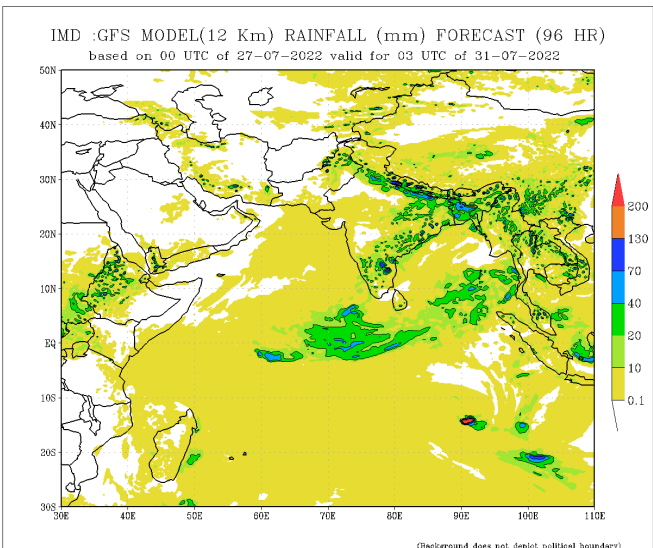 IMD :GFS MODEL(12 Km) RAINFALL (mm) FORECAST (96 HR)
based on 00 UTC of 27-07-2022 valid for 03 UTC of 31-07-2022
50N
40N
30N
20N
10N
EQ
10S
20S
30S
30E 40E 50E 60E 70E 80E 90E 100E 110E
200
130
70
40
20
10
0.1
(Background does not depict political boundary)